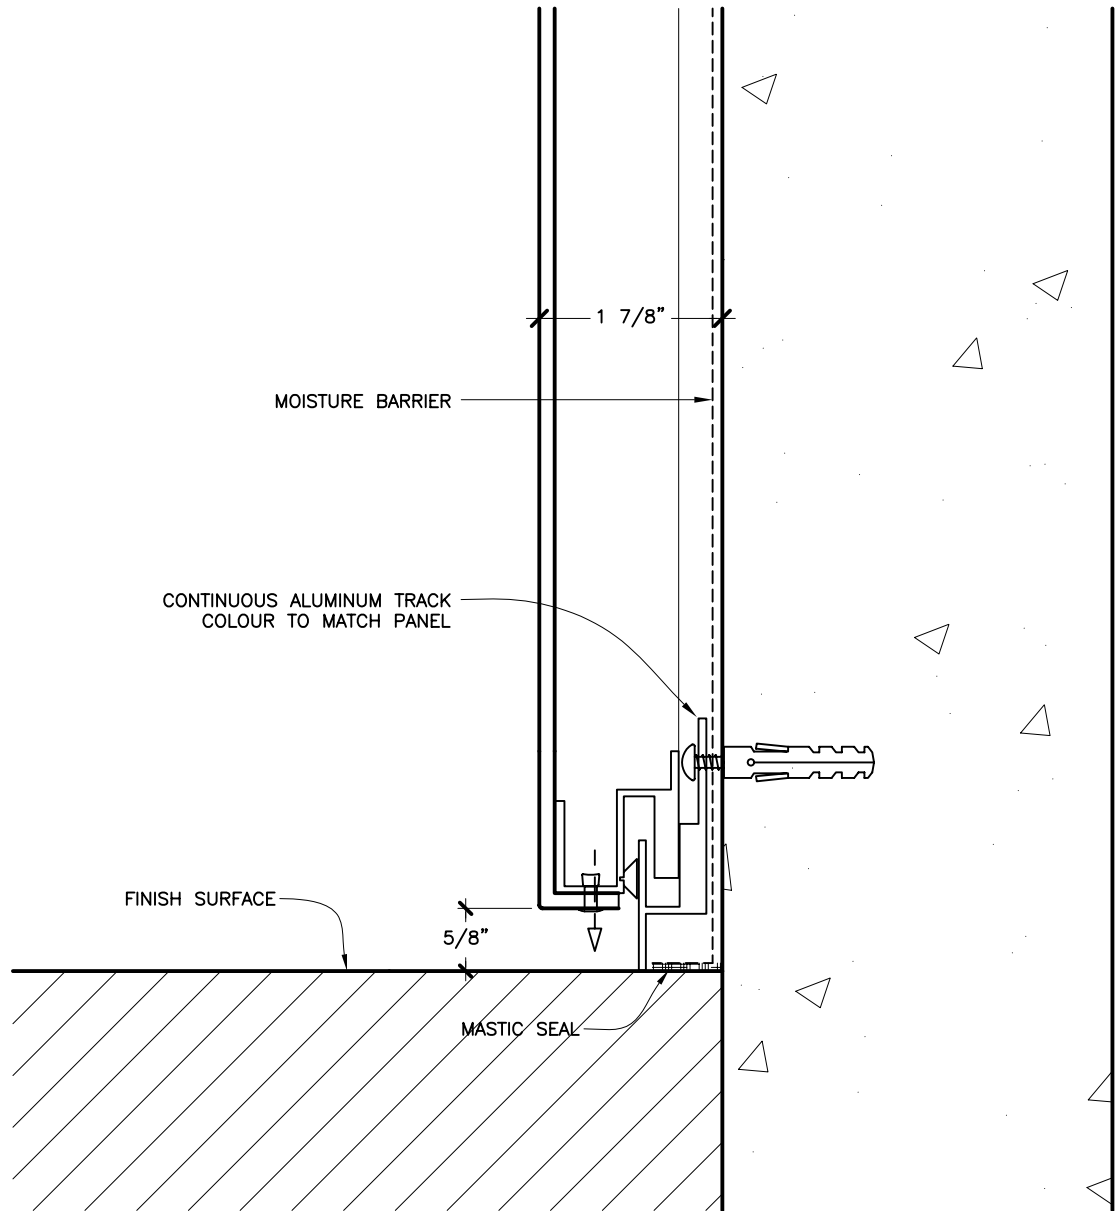 1 7/8”
MOISTURE BARRIER
CONTINUOUS ALUMINUM TRACK
COLOUR TO MATCH PANEL
FINISH SURFACE
5/8”
MASTIC SEAL